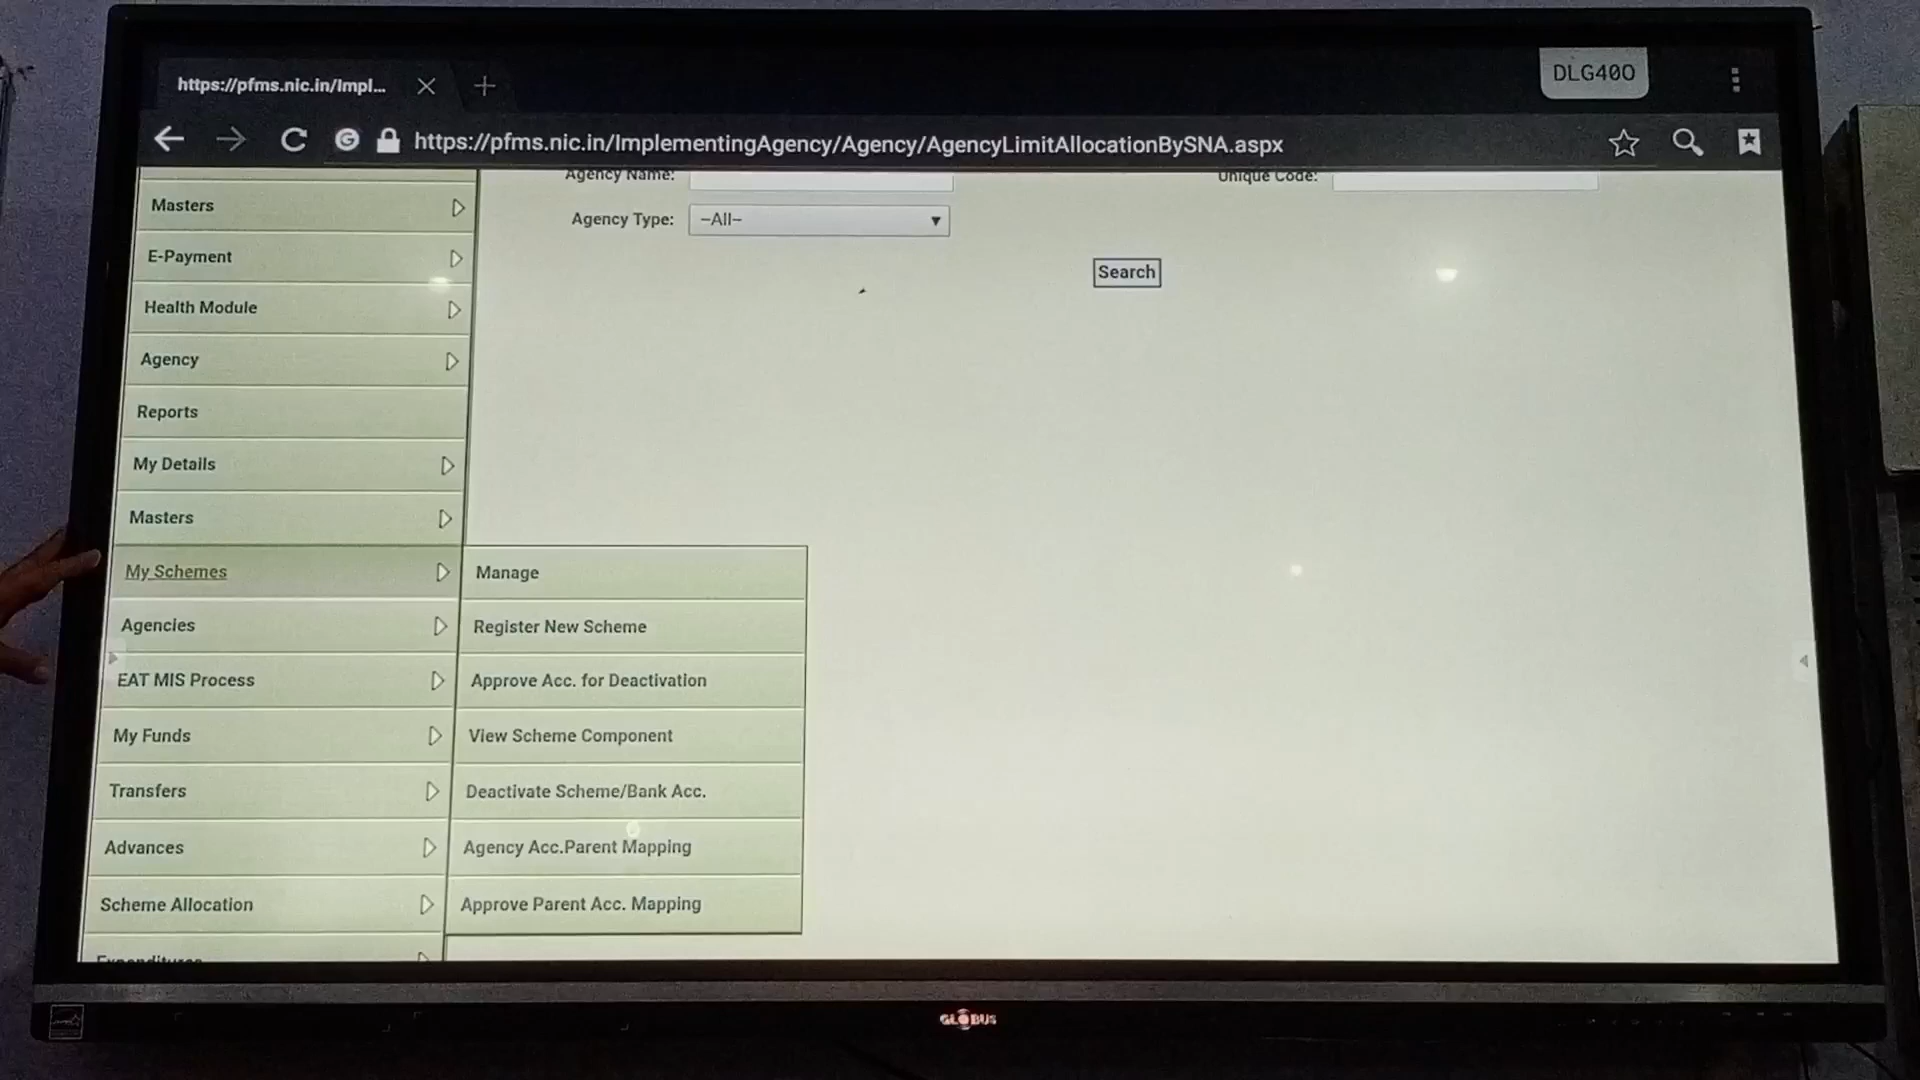 https://pfms.nic.in/Impl...
DLG400
https://pfms.nic.in/ImplementingAgency/Agency/AgencyLimitAllocationBySNA.aspx
Agency Name:
Unique Code:
Masters
Agency Type:
–All–
E-Payment
Search
Health Module
Agency
Reports
My Details
Masters
My Schemes
Manage
Agencies
Register New Scheme
EAT MIS Process
Approve Acc. for Deactivation
My Funds
View Scheme Component
Transfers
Deactivate Scheme/Bank Acc.
Advances
Agency Acc.Parent Mapping
Scheme Allocation
Approve Parent Acc. Mapping
Expenditures
GLOBUS